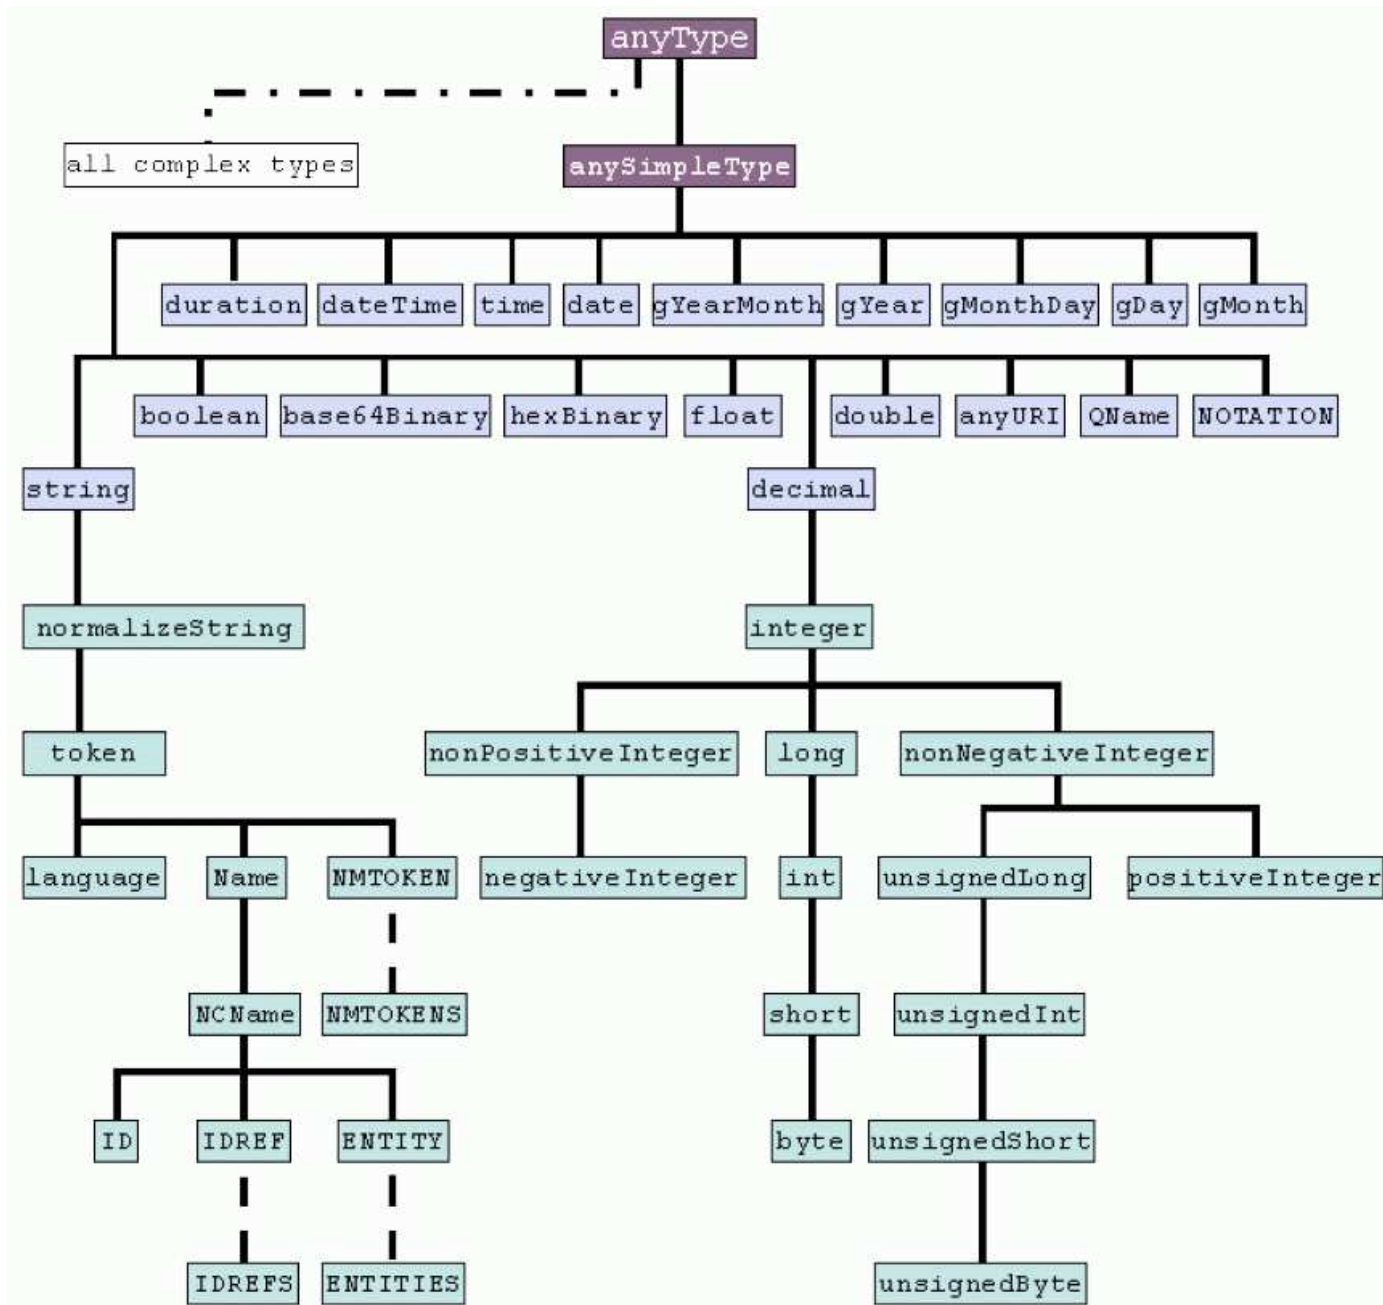 anyType
all complex types
anySimpleType
duration dateTime time date gYearMonth gYear gMonthDay gDay gMonth
boolean base64Binary hexBinary float double anyURI QName NOTATION
string decimal
normalizeString integer
token nonPositiveInteger long nonNegativeInteger
language Name NMTOKEN negativeInteger int unsignedLong positiveInteger
NCName NMTOKENS short unsignedInt
ID IDREF ENTITY byte unsignedShort
IDREFS ENTITIES unsignedByte